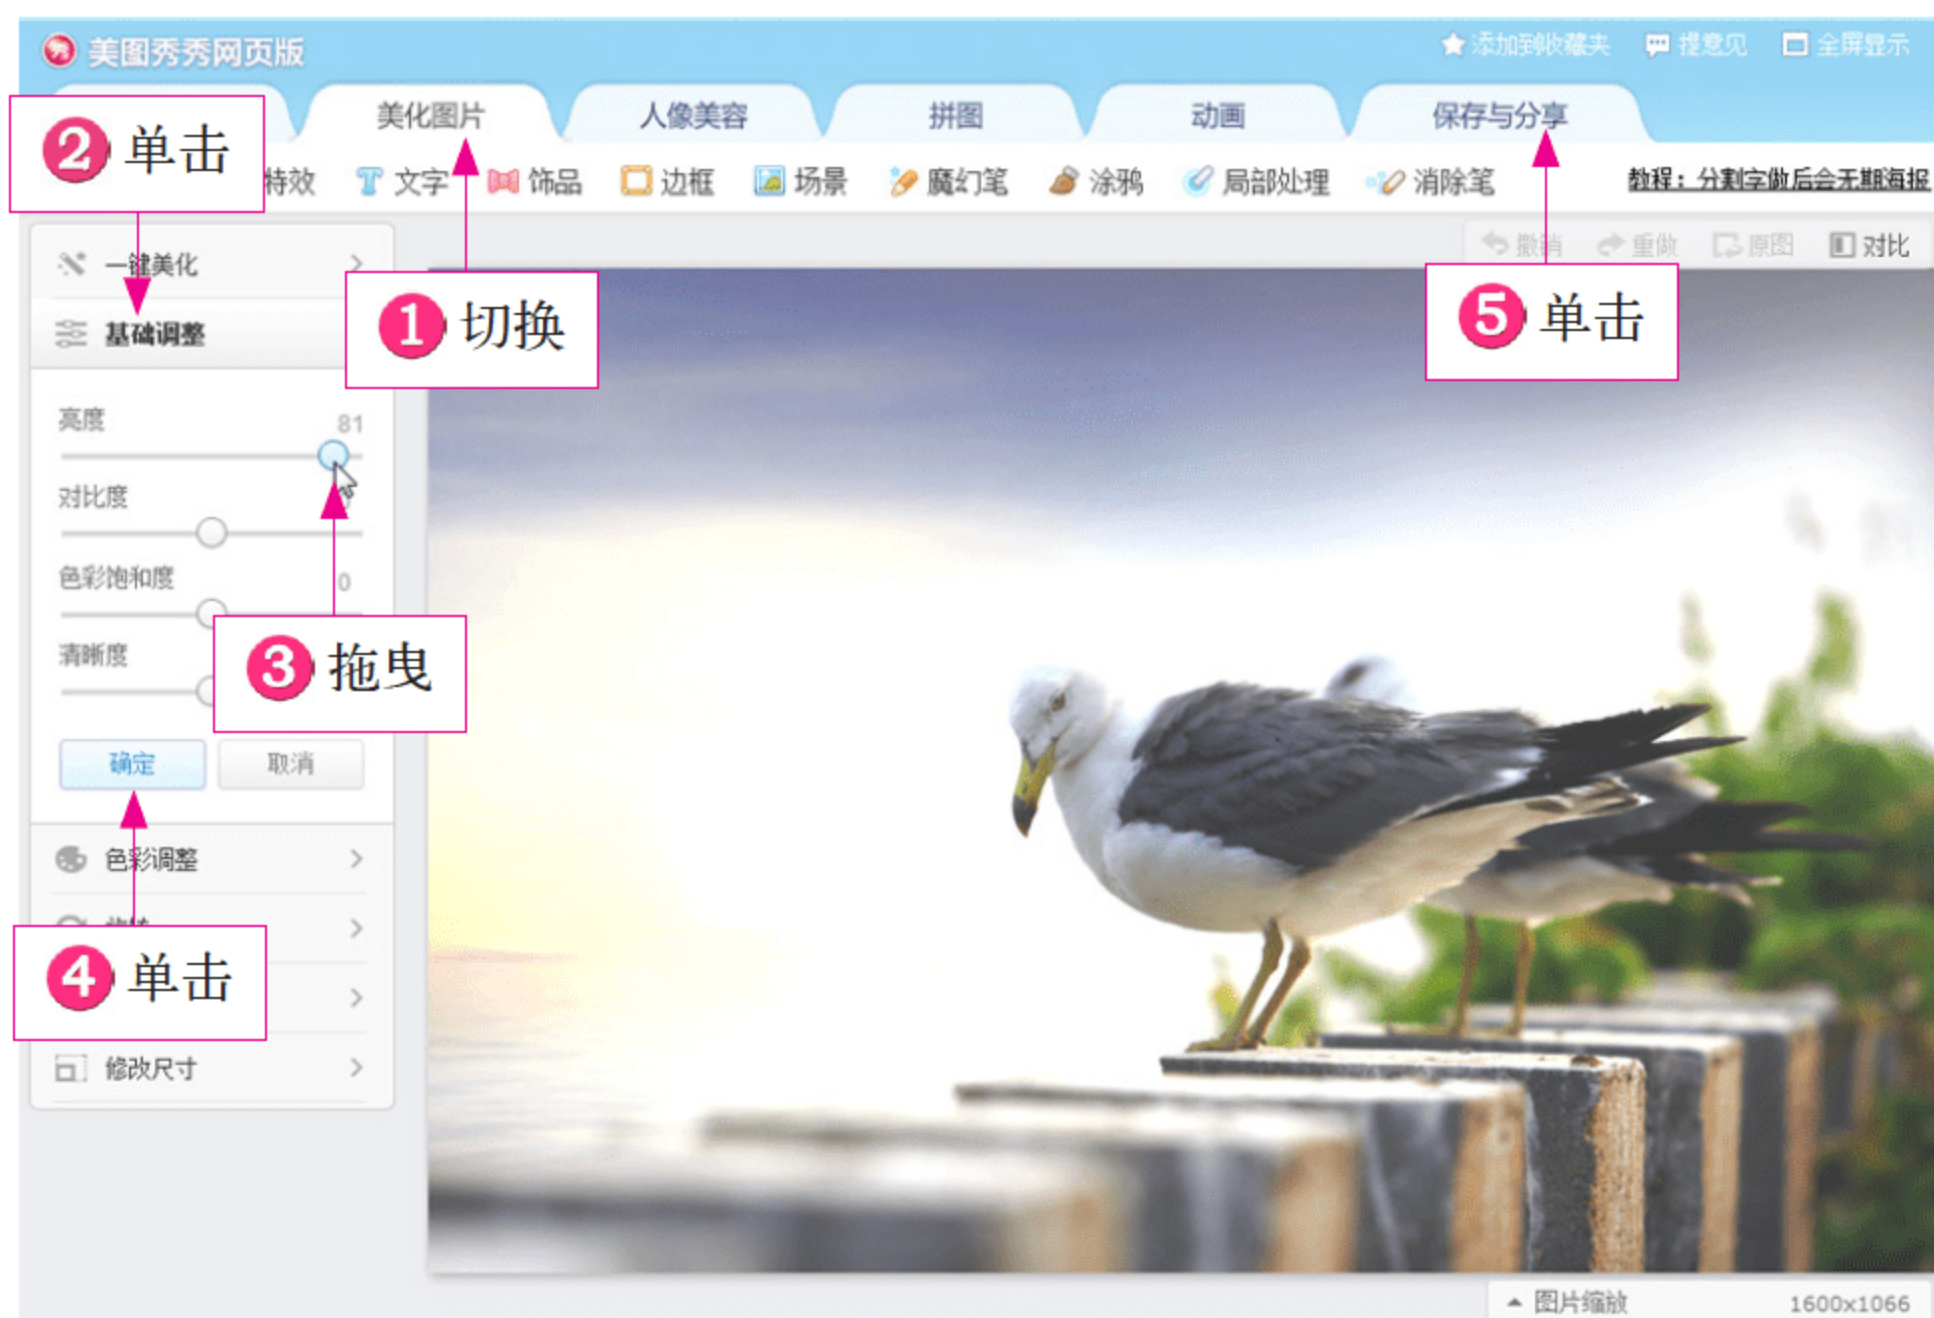 美图秀秀网页版
添加到收藏夹 提意见 全屏显示
美化图片 人像美容 拼图 动画 保存与分享
2 单击
特效 文字 饰品 边框 场景 魔幻笔 涂鸦 局部处理 消除笔 教程：分割字做后会无期海报
撤销 重做 原图 对比
一键美化
1 切换
5 单击
基础调整
亮度 81
对比度
色彩饱和度 0
清晰度
3 拖曳
确定 取消
色彩调整
4 单击
修改尺寸
图片缩放 1600x1066